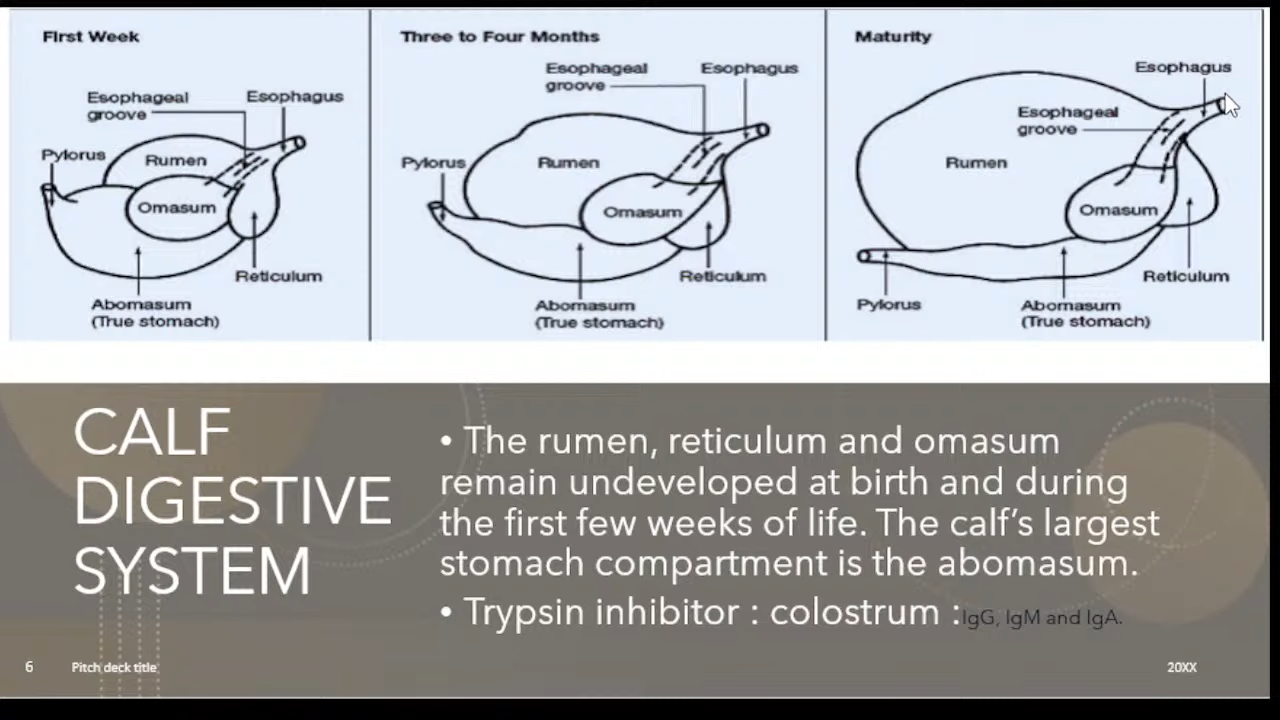 First Week
Esophageal
groove
Esophagus
Pylorus
Rumen
Omasum
Reticulum
Abomasum
(True stomach)
Three to Four Months
Esophageal
groove
Esophagus
Pylorus
Rumen
Omasum
Reticulum
Abomasum
(True stomach)
Maturity
Esophagus
Esophageal
groove
Rumen
Omasum
Reticulum
Pylorus
Abomasum
(True stomach)
CALF
DIGESTIVE
SYSTEM
• The rumen, reticulum and omasum
remain undeveloped at birth and during
the first few weeks of life. The calf’s largest
stomach compartment is the abomasum.
• Trypsin inhibitor : colostrum :IgG, IgM and IgA.
6 Pitch deck title 20XX